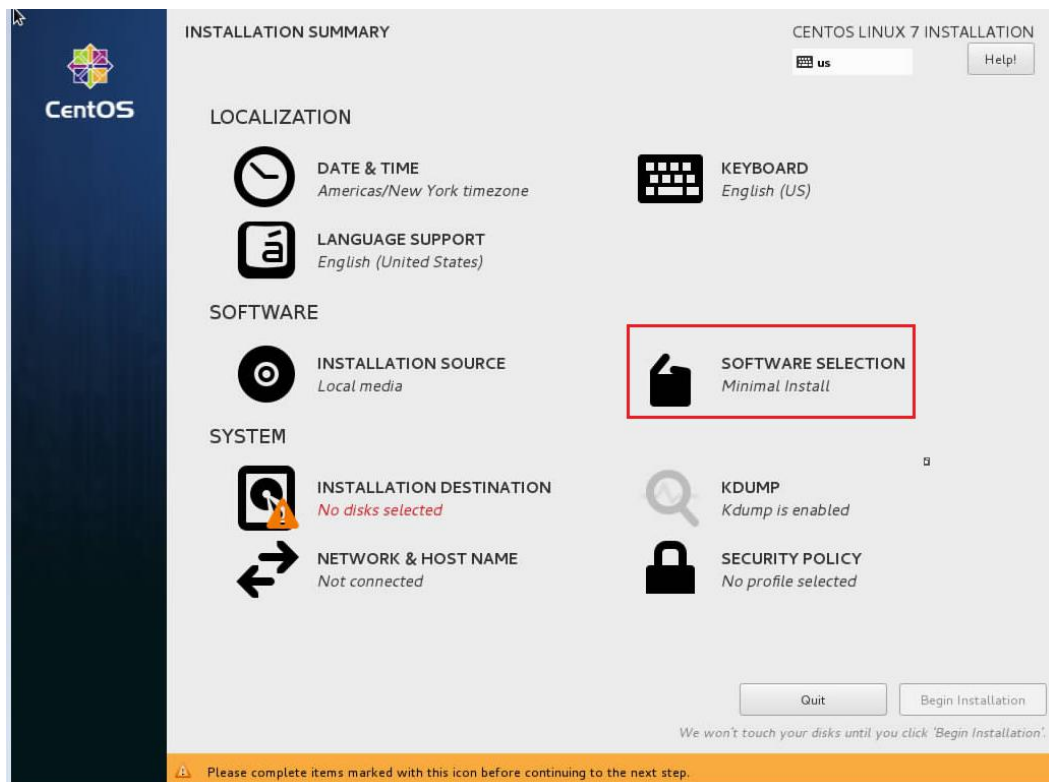 INSTALLATION SUMMARY
CENTOS LINUX 7 INSTALLATION
us
Help!
CentOS
LOCALIZATION
DATE & TIME
Americas/New York timezone
KEYBOARD
English (US)
á
LANGUAGE SUPPORT
English (United States)
SOFTWARE
INSTALLATION SOURCE
Local media
SOFTWARE SELECTION
Minimal Install
SYSTEM
INSTALLATION DESTINATION
No disks selected
KDUMP
Kdump is enabled
NETWORK & HOST NAME
Not connected
SECURITY POLICY
No profile selected
Quit
Begin Installation
We won't touch your disks until you click 'Begin Installation'.
Please complete items marked with this icon before continuing to the next step.